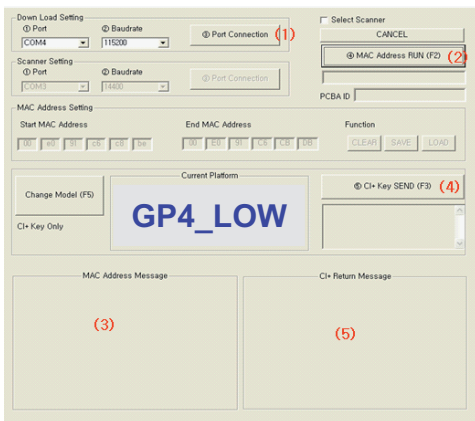 Down Load Setting
① Port ② Baudrate
COM4 115200
③ Port Connection (1)
Select Scanner
CANCEL
④ MAC Address RUN (F2) (2)
Scanner Setting
① Port ② Baudrate
COM3 14400
③ Port Connection
PCBA ID
MAC Address Setting
Start MAC Address End MAC Address Function
00 e0 91 c6 c8 be 00 E0 91 C6 CB DB CLEAR SAVE LOAD
Change Model (F5)
CI+ Key Only
Current Platform
GP4_LOW
⑤ CI+ Key SEND (F3) (4)
MAC Address Message
(3)
CI+ Return Message
(5)